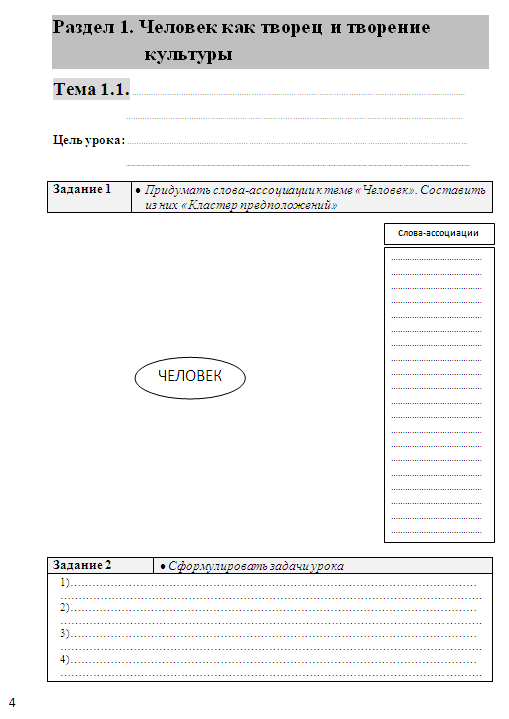 Раздел 1. Человек как творец и творение
культуры
Тема 1.1.
Цель урока:
Задание 1
• Придумать слова-ассоциации к теме «Человек». Составить
из них «Кластер предположений»
Слова-ассоциации
ЧЕЛОВЕК
Задание 2
• Сформулировать задачи урока
1)
2)
3)
4)
4